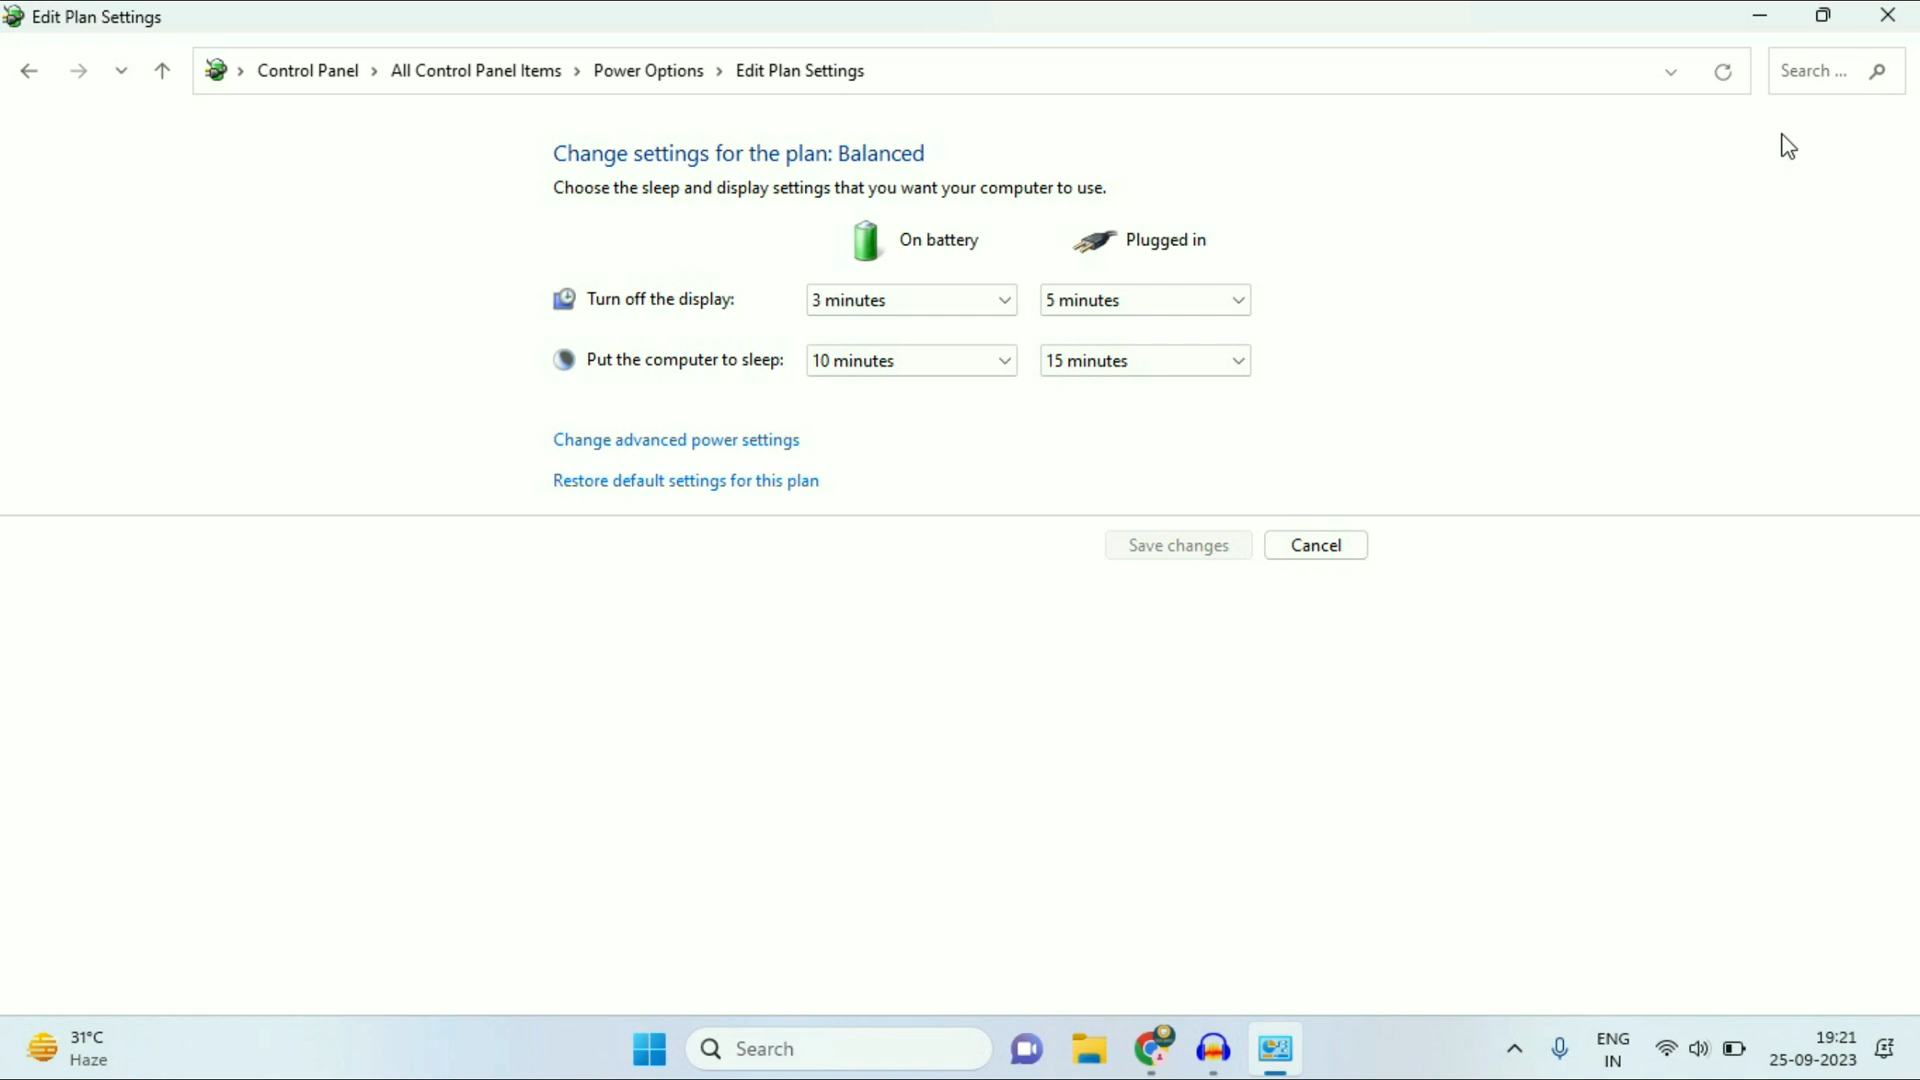 Edit Plan Settings
Control Panel > All Control Panel Items > Power Options > Edit Plan Settings
Search ...
Change settings for the plan: Balanced
Choose the sleep and display settings that you want your computer to use.
On battery Plugged in
Turn off the display: 3 minutes 5 minutes
Put the computer to sleep: 10 minutes 15 minutes
Change advanced power settings
Restore default settings for this plan
Save changes Cancel
31°C
Haze
Search
ENG
IN
19:21
25-09-2023